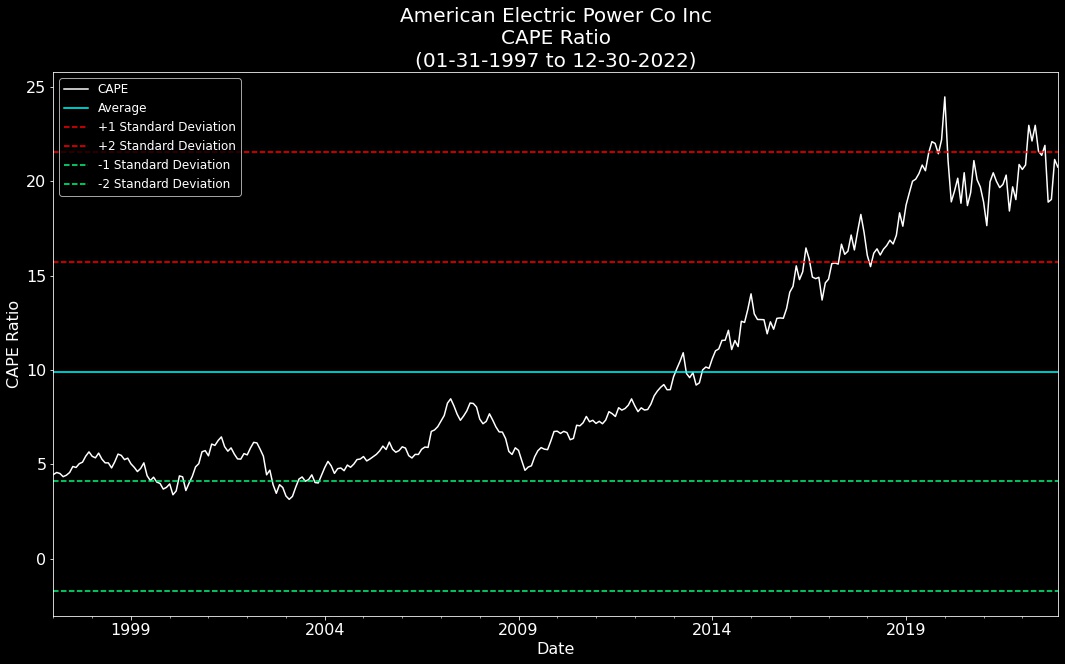 American Electric Power Co Inc
CAPE Ratio
(01-31-1997 to 12-30-2022)
CAPE
Average
+1 Standard Deviation
+2 Standard Deviation
-1 Standard Deviation
-2 Standard Deviation
25
20
15
10
5
0
CAPE Ratio
1999 2004 2009 2014 2019
Date